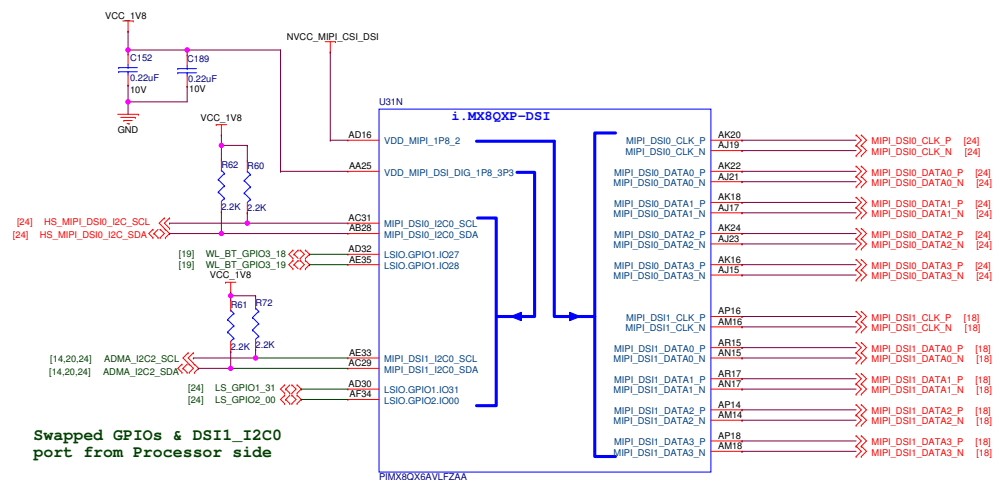 VCC_1V8
C152
0.22uF
10V
C189
0.22uF
10V
GND
NVCC_MIPI_CSI_DSI
U31N
i.MX8QXP-DSI
VCC_1V8
R62
R60
2.2K
2.2K
AD16 VDD_MIPI_1P8_2
AA25 VDD_MIPI_DSI_DIG_1P8_3P3
[24] HS_MIPI_DSI0_I2C_SCL AC31 MIPI_DSI0_I2C0_SCL
[24] HS_MIPI_DSI0_I2C_SDA AB28 MIPI_DSI0_I2C0_SDA
[19] WL_BT_GPIO3_18 AD32 LSIO.GPIO1.IO27
[19] WL_BT_GPIO3_19 AE35 LSIO.GPIO1.IO28
VCC_1V8
R61
R72
2.2K
2.2K
[14,20,24] ADMA_I2C2_SCL AE33 MIPI_DSI1_I2C0_SCL
[14,20,24] ADMA_I2C2_SDA AC29 MIPI_DSI1_I2C0_SDA
[24] LS_GPIO1_31 AD30 LSIO.GPIO1.IO31
[24] LS_GPIO2_00 AF34 LSIO.GPIO2.IO00
MIPI_DSI0_CLK_P AK20 MIPI_DSI0_CLK_P [24]
MIPI_DSI0_CLK_N AJ19 MIPI_DSI0_CLK_N [24]
MIPI_DSI0_DATA0_P AK22 MIPI_DSI0_DATA0_P [24]
MIPI_DSI0_DATA0_N AJ21 MIPI_DSI0_DATA0_N [24]
MIPI_DSI0_DATA1_P AK18 MIPI_DSI0_DATA1_P [24]
MIPI_DSI0_DATA1_N AJ17 MIPI_DSI0_DATA1_N [24]
MIPI_DSI0_DATA2_P AK24 MIPI_DSI0_DATA2_P [24]
MIPI_DSI0_DATA2_N AJ23 MIPI_DSI0_DATA2_N [24]
MIPI_DSI0_DATA3_P AK16 MIPI_DSI0_DATA3_P [24]
MIPI_DSI0_DATA3_N AJ15 MIPI_DSI0_DATA3_N [24]
MIPI_DSI1_CLK_P AP16 MIPI_DSI1_CLK_P [18]
MIPI_DSI1_CLK_N AM16 MIPI_DSI1_CLK_N [18]
MIPI_DSI1_DATA0_P AR15 MIPI_DSI1_DATA0_P [18]
MIPI_DSI1_DATA0_N AN15 MIPI_DSI1_DATA0_N [18]
MIPI_DSI1_DATA1_P AR17 MIPI_DSI1_DATA1_P [18]
MIPI_DSI1_DATA1_N AN17 MIPI_DSI1_DATA1_N [18]
MIPI_DSI1_DATA2_P AP14 MIPI_DSI1_DATA2_P [18]
MIPI_DSI1_DATA2_N AM14 MIPI_DSI1_DATA2_N [18]
MIPI_DSI1_DATA3_P AP18 MIPI_DSI1_DATA3_P [18]
MIPI_DSI1_DATA3_N AM18 MIPI_DSI1_DATA3_N [18]
Swapped GPIOs & DSI1_I2C0
port from Processor side
PIMX8QX6AVLFZAA